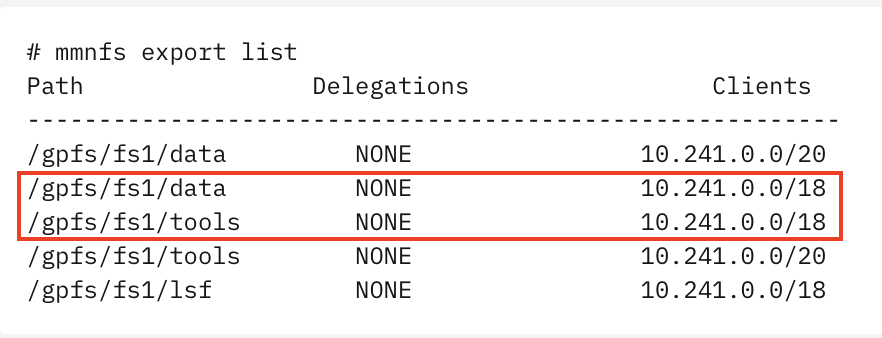 # mmnfs export list
Path Delegations Clients
---------------------------------------------------------
/gpfs/fs1/data NONE 10.241.0.0/20
/gpfs/fs1/data NONE 10.241.0.0/18
/gpfs/fs1/tools NONE 10.241.0.0/18
/gpfs/fs1/tools NONE 10.241.0.0/20
/gpfs/fs1/lsf NONE 10.241.0.0/18